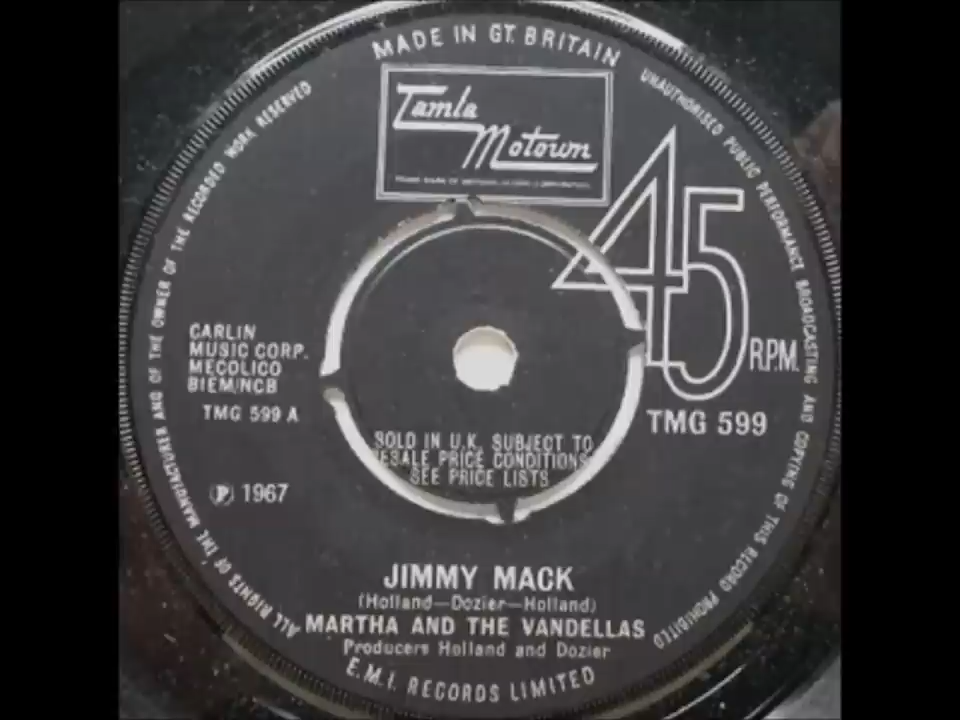 MADE IN GT. BRITAIN
Tamla
Motown
45
R.P.M.
CARLIN
MUSIC CORP.
MECOLICO
BIEM/NCB
TMG 599 A
TMG 599
SOLD IN U.K. SUBJECT TO
RESALE PRICE CONDITIONS
SEE PRICE LISTS
Ⓟ 1967
JIMMY MACK
(Holland—Dozier—Holland)
MARTHA AND THE VANDELLAS
Producers Holland and Dozier
E.M.I. RECORDS LIMITED
ALL RIGHTS OF THE MANUFACTURER AND OF THE OWNER OF THE RECORDED WORK RESERVED
UNAUTHORISED PUBLIC PERFORMANCE BROADCASTING AND COPYING OF THIS RECORD PROHIBITED